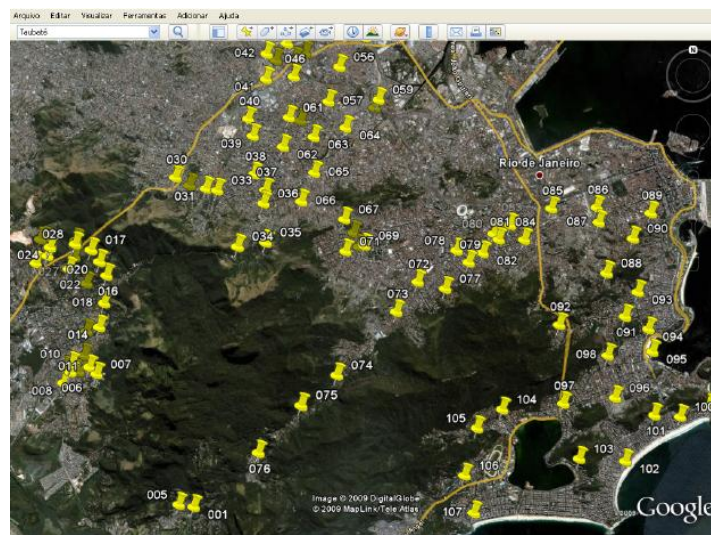 Arquivo Editar Visualizar Ferramentas Adicionar Ajuda
Taubaté
042 046 056
041
040 061 057 059
039 062 063 064
030 038
037 065
031 033 036 066
028 017 034 035 067
024 071 069 078 079 081 084 085 086 089
027 020 080 082 087 090
022 016 072 077 088
018 073 093
014 092 091 094
010 098 095
011 007 074
008 006 075 097 096
104 105 101 100
076 103 102
106
005 001 107
Rio de Janeiro
Image © 2009 DigitalGlobe
© 2009 MapLink/Tele Atlas
©2009 Google